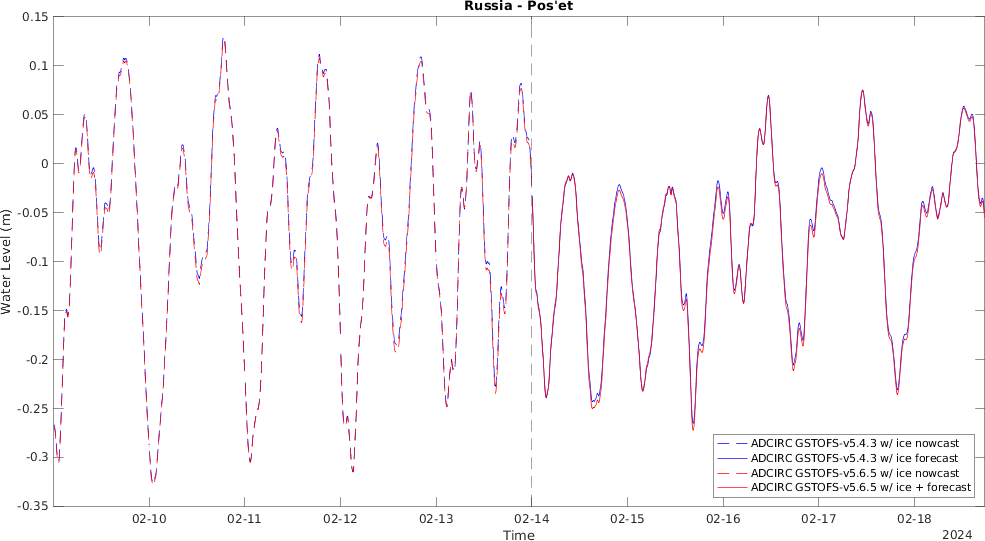 Russia - Pos'et
0.15
0.1
0.05
0
-0.05
-0.1
-0.15
-0.2
-0.25
-0.3
-0.35
Water Level (m)
ADCIRC GSTOFS-v5.4.3 w/ ice nowcast
ADCIRC GSTOFS-v5.4.3 w/ ice forecast
ADCIRC GSTOFS-v5.6.5 w/ ice nowcast
ADCIRC GSTOFS-v5.6.5 w/ ice + forecast
02-10 02-11 02-12 02-13 02-14 02-15 02-16 02-17 02-18
Time
2024